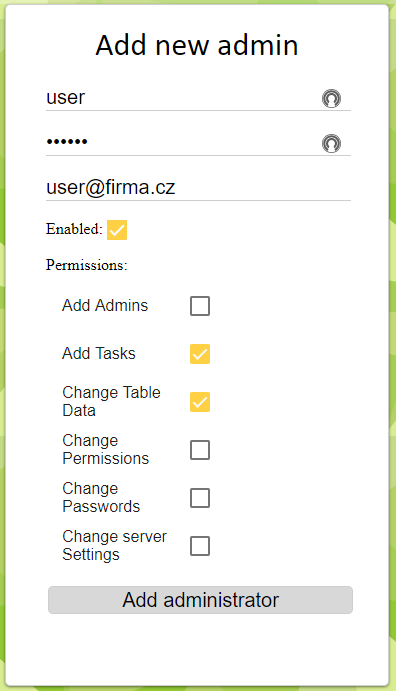 Add new admin
user
••••••
user@firma.cz
Enabled:
Permissions:
Add Admins
Add Tasks
Change Table
Data
Change
Permissions
Change
Passwords
Change server
Settings
Add administrator